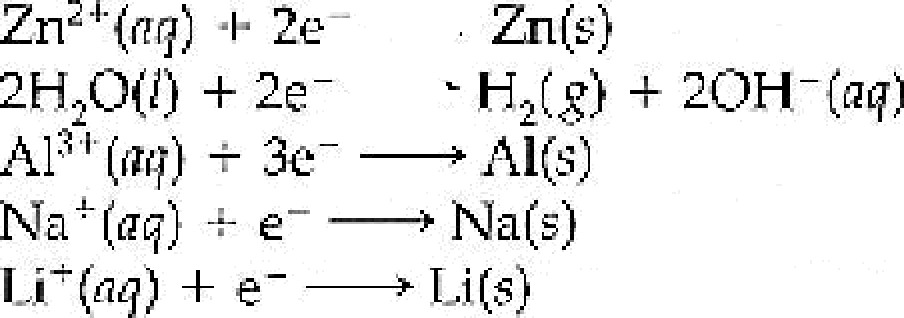 Zn²⁺(aq) + 2e⁻ Zn(s)
2H₂O(l) + 2e⁻ H₂(g) + 2OH⁻(aq)
Al³⁺(aq) + 3e⁻ ⟶ Al(s)
Na⁺(aq) + e⁻ ⟶ Na(s)
Li⁺(aq) + e⁻ ⟶ Li(s)